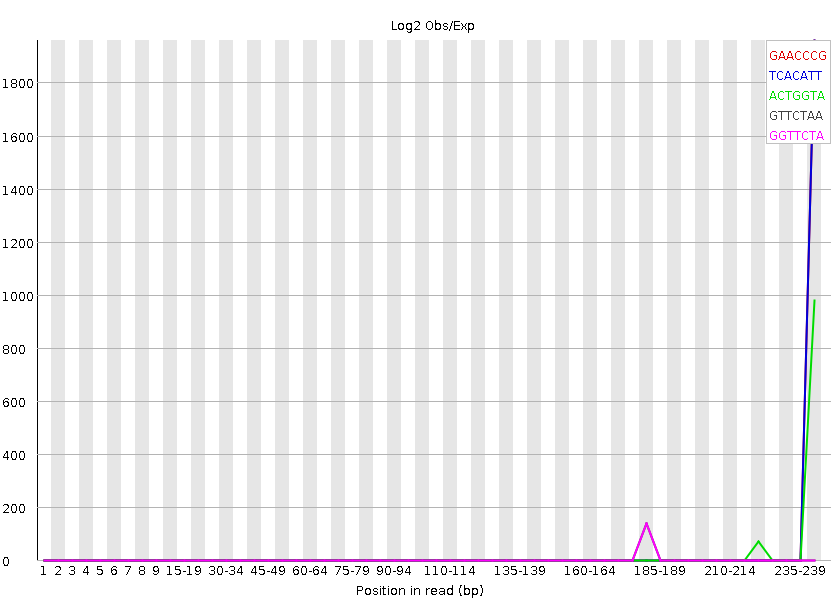 Log2 Obs/Exp
GAACCCG
TCACATT
ACTGGTA
GTTCTAA
GGTTCTA
1800
1600
1400
1200
1000
800
600
400
200
0
1 2 3 4 5 6 7 8 9 15-19 30-34 45-49 60-64 75-79 90-94 110-114 135-139 160-164 185-189 210-214 235-239
Position in read (bp)